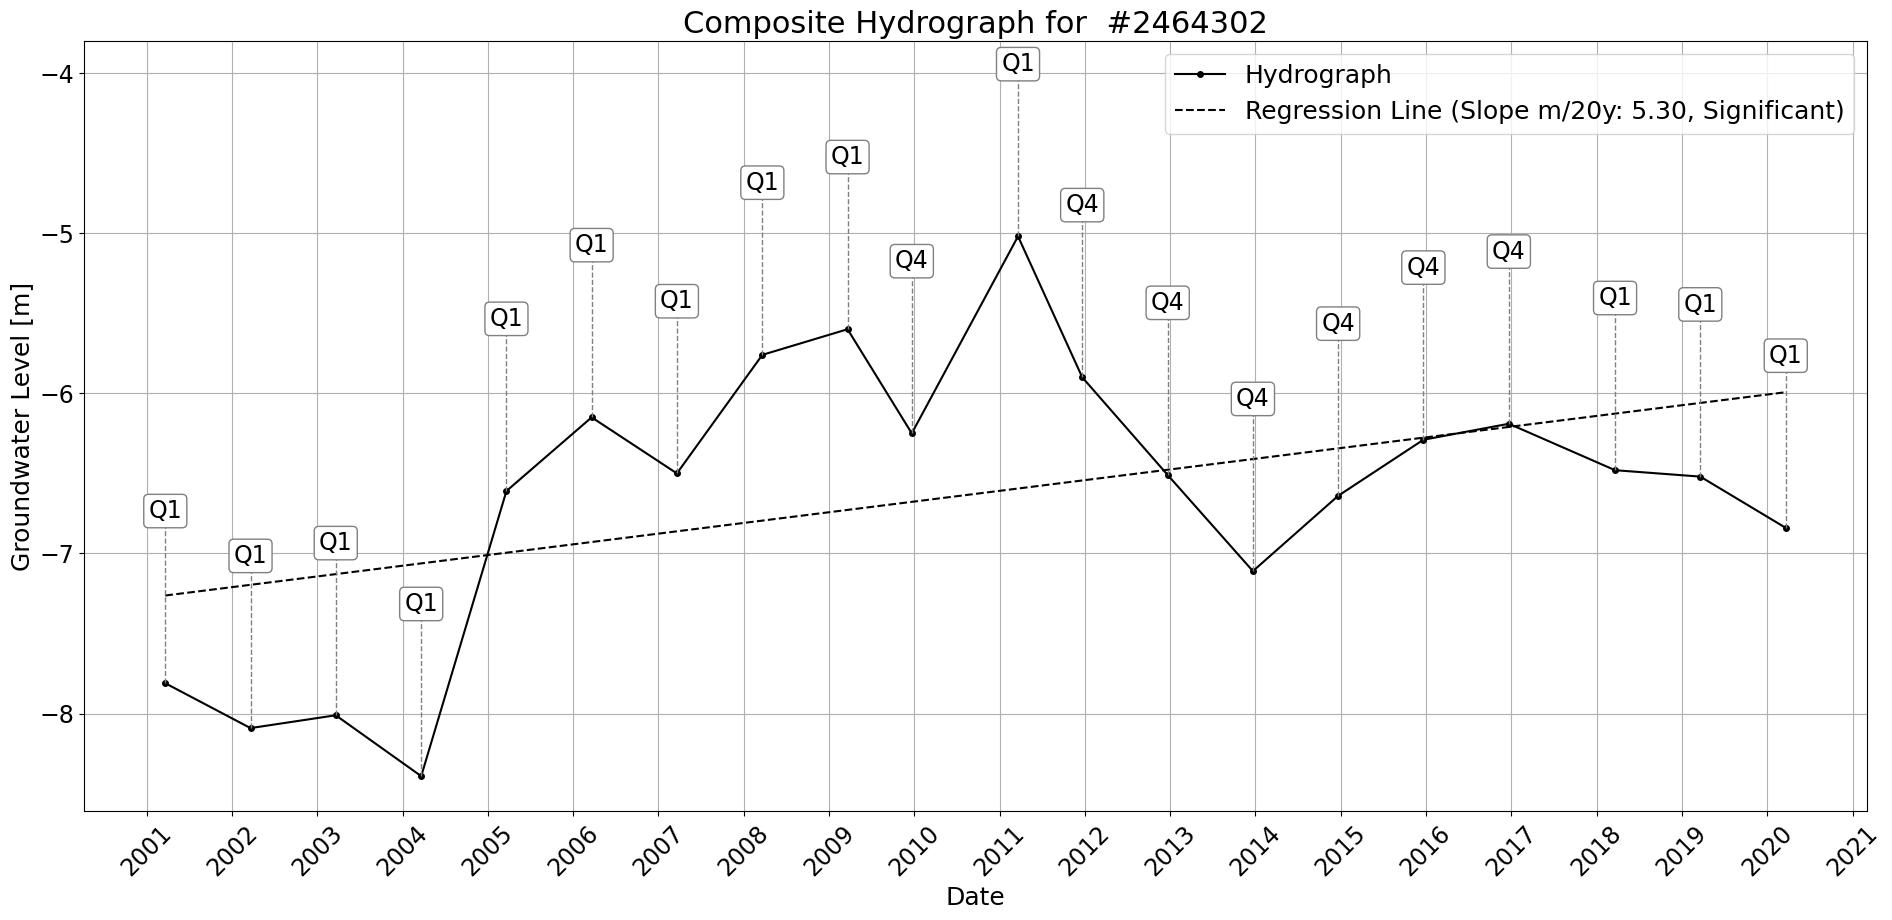 Composite Hydrograph for  #2464302
Hydrograph
Regression Line (Slope m/20y: 5.30, Significant)
Groundwater Level [m]
−4
−5
−6
−7
−8
Q1
Q1
Q1
Q1
Q1
Q1
Q1
Q1
Q1
Q4
Q1
Q4
Q4
Q4
Q4
Q4
Q4
Q1
Q1
Q1
2001
2002
2003
2004
2005
2006
2007
2008
2009
2010
2011
2012
2013
2014
2015
2016
2017
2018
2019
2020
2021
Date